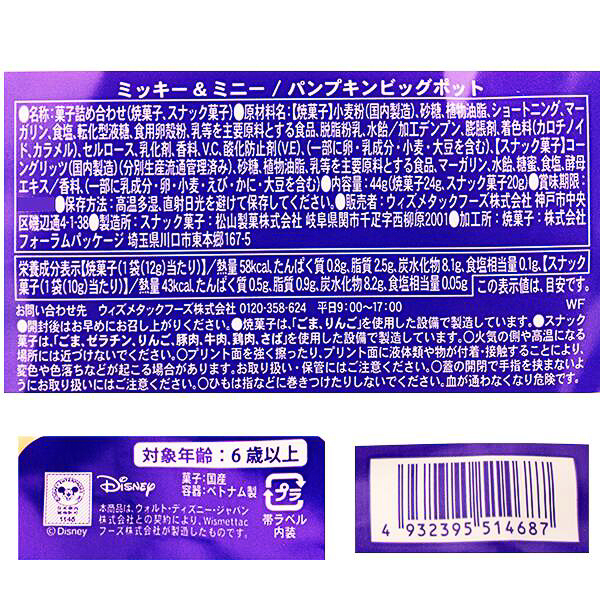 ミッキー & ミニー / パンプキンビッグポット
●名称：菓子詰め合わせ(焼菓子、スナック菓子)●原材料名：【焼菓子】小麦粉(国内製造)、砂糖、植物油脂、ショートニング、マー
ガリン、食塩、転化型液糖、食用卵殻粉、乳等を主要原料とする食品、脱脂粉乳、水飴／加工デンプン、膨脹剤、着色料(カロチノイ
ド、カラメル)、セルロース、乳化剤、香料、V.C、酸化防止剤(V.E)、(一部に卵・乳成分・小麦・大豆を含む)、【スナック菓子】コ
ーングリッツ(国内製造)(分別生産流通管理済み)、砂糖、植物油脂、乳等を主要原料とする食品、マーガリン、水飴、糖蜜、食塩、酵母
エキス／香料、(一部に乳成分・卵・小麦・えび・かに・大豆を含む)●内容量：44g(焼菓子24g、スナック菓子20g)●賞味期限：
●保存方法：高温多湿、直射日光を避けて保存してください。●販売者：ウィズメタックフーズ株式会社 神戸市中央
区磯辺通4-1-38●製造所：スナック菓子：松山製菓株式会社 岐阜県関市千疋字西柳原2001●加工所：焼菓子：株式会社
フォーラムパッケージ 埼玉県川口市東本郷167-5
栄養成分表示【焼菓子(1袋(12g)当たり)】／熱量 58kcal、たんぱく質 0.8g、脂質 2.5g、炭水化物 8.1g、食塩相当量 0.1g、【スナック
菓子(1袋(10g)当たり)】／熱量 43kcal、たんぱく質 0.5g、脂質 0.9g、炭水化物 8.2g、食塩相当量 0.05g この表示値は、目安です。
お問い合わせ先 ウィズメタックフーズ株式会社 0120-358-624 平日9：00〜17：00 WF
●開封後はお早めにお召し上がりください。●焼菓子は、「ごま、りんご」を使用した設備で製造しています。●スナック
菓子は、「ごま、ゼラチン、りんご、豚肉、牛肉、鶏肉、さば」を使用した設備で製造しています。○火気の側や高温になる
場所には近づけないでください。○プリント面を強く擦ったり、プリント面に液体類や物が付着・接触することにより、
変色や色落ちなどが起こる場合があります。お取り扱い・保管にはご注意ください。○蓋の開閉で手指を挟まないよ
うにお取り扱いにはご注意ください。○ひもは指などに巻きつけたりしないでください。血が通わなくなり危険です。
対象年齢：6歳以上
1146
©Disney
Disney
菓子：国産
容器：ベトナム製
本商品は、ウォルト・ディズニー・ジャパン
株式会社との契約により、Wismettac
フーズ株式会社が製造したものです。
プラ
帯ラベル
内装
4 932395 514687